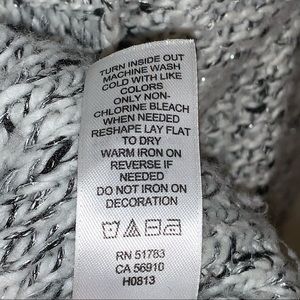 TURN INSIDE OUT
MACHINE WASH
COLD WITH LIKE
COLORS
ONLY NON-
CHLORINE BLEACH
WHEN NEEDED
RESHAPE LAY FLAT
TO DRY
WARM IRON ON
REVERSE IF
NEEDED
DO NOT IRON ON
DECORATION
RN 51783
CA 56910
H0813